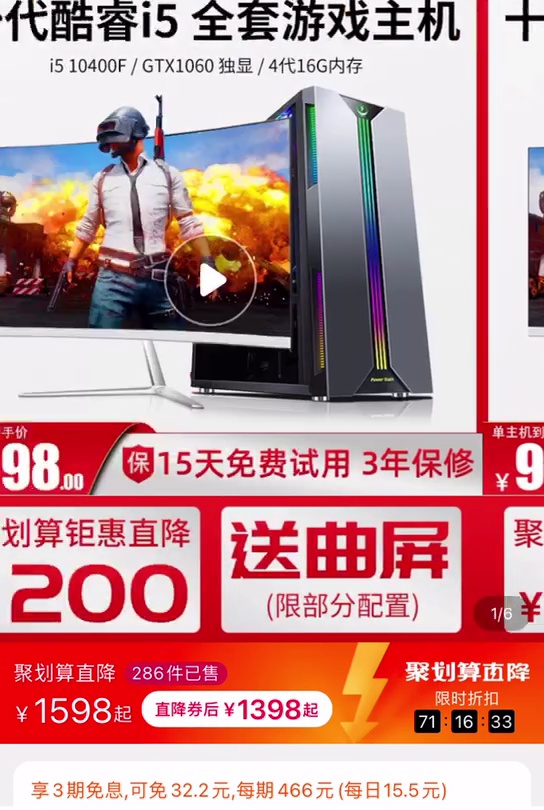 代酷睿i5 全套游戏主机
i5 10400F / GTX1060 独显 / 4代16G内存
手价
98.00
保 15天免费试用 3年保修
单主机到
¥9
划算钜惠直降
200
送曲屏
(限部分配置)
聚
¥
1/6
聚划算直降 286件已售
¥1598起 直降券后¥1398起
聚划算直降
限时折扣
71:16:33
享3期免息,可免32.2元,每期466元(每日15.5元)